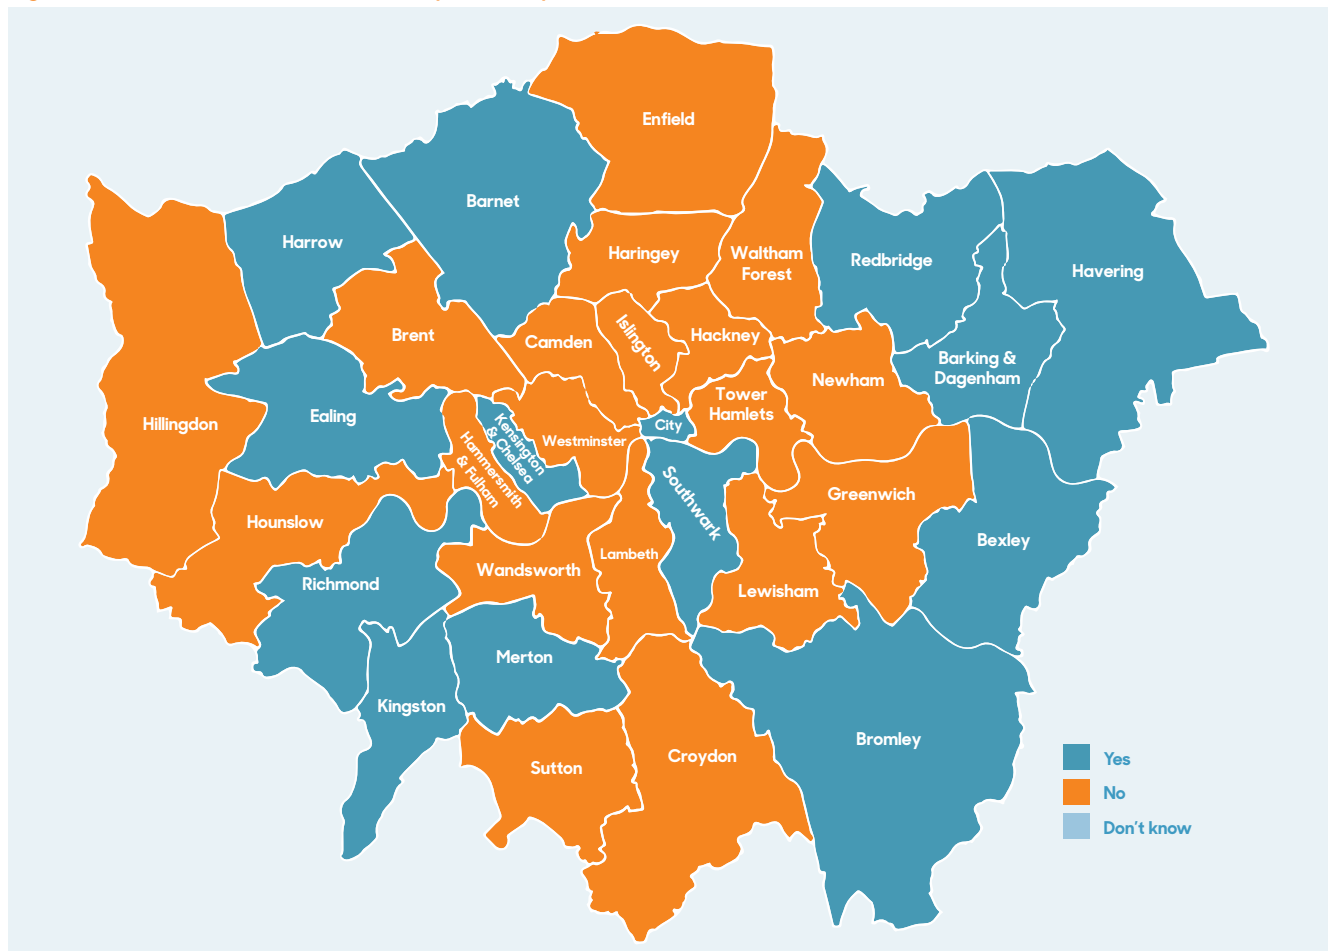 Enfield
Barnet
Harrow
Haringey
Waltham
Forest
Redbridge
Havering
Brent
Camden
Islington
Hackney
Barking &
Dagenham
Newham
Tower
Hamlets
Ealing
Hillingdon
City
Westminster
Kensington
& Chelsea
Hammersmith
& Fulham
Southwark
Greenwich
Hounslow
Bexley
Lambeth
Wandsworth
Richmond
Lewisham
Merton
Kingston
Bromley
Croydon
Sutton
Yes
No
Don't know